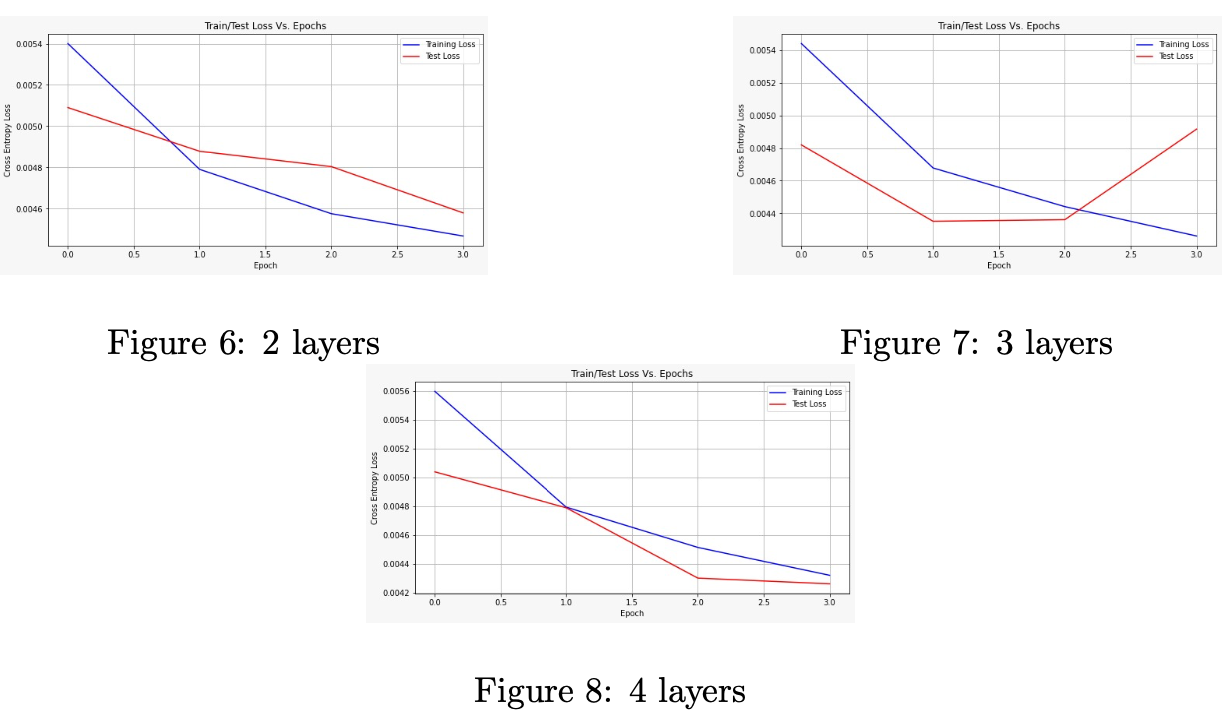 Train/Test Loss Vs. Epochs
Training Loss
Test Loss
Cross Entropy Loss
0.0054
0.0052
0.0050
0.0048
0.0046
0.0 0.5 1.0 1.5 2.0 2.5 3.0
Epoch
Figure 6: 2 layers
Train/Test Loss Vs. Epochs
Training Loss
Test Loss
Cross Entropy Loss
0.0054
0.0052
0.0050
0.0048
0.0046
0.0044
0.0 0.5 1.0 1.5 2.0 2.5 3.0
Epoch
Figure 7: 3 layers
Train/Test Loss Vs. Epochs
Training Loss
Test Loss
Cross Entropy Loss
0.0056
0.0054
0.0052
0.0050
0.0048
0.0046
0.0044
0.0042
0.0 0.5 1.0 1.5 2.0 2.5 3.0
Epoch
Figure 8: 4 layers